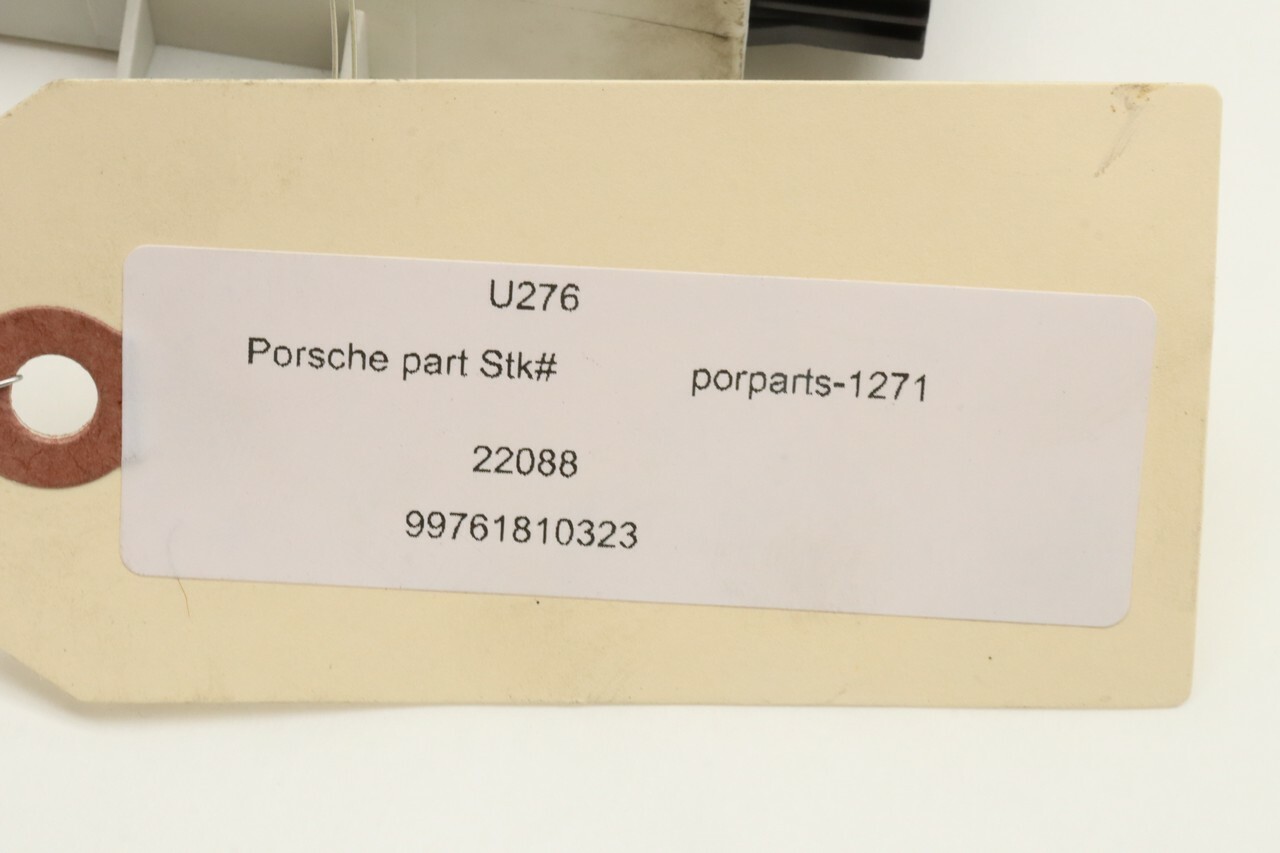 U276
Porsche part Stk# porparts-1271
22088
99761810323